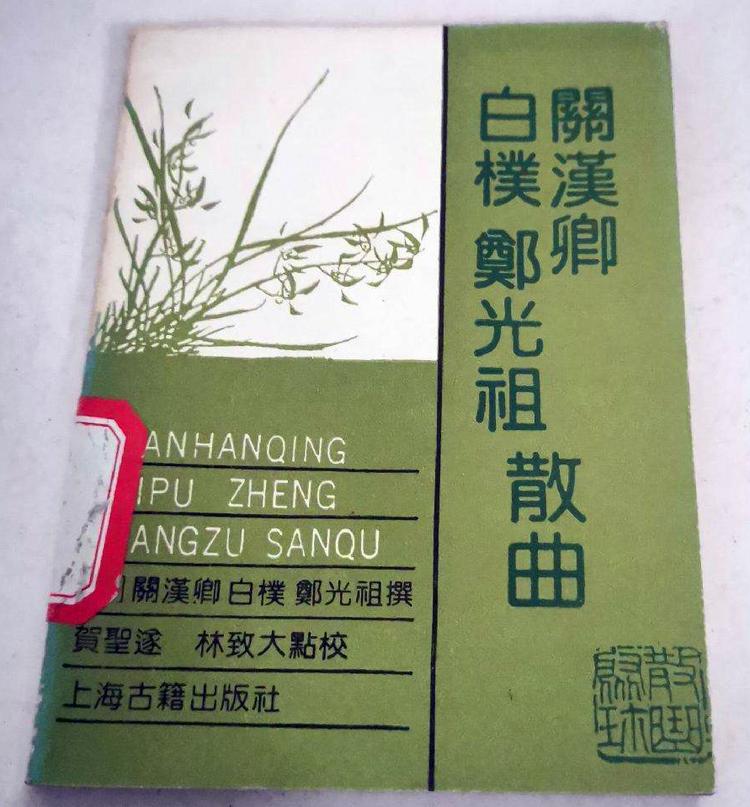 關漢卿
白樸 鄭光祖
散曲
ANHANQING
IPU ZHENG
ANGZU SANQU
關漢卿 白樸 鄭光祖撰
賀聖遂 林致大點校
上海古籍出版社